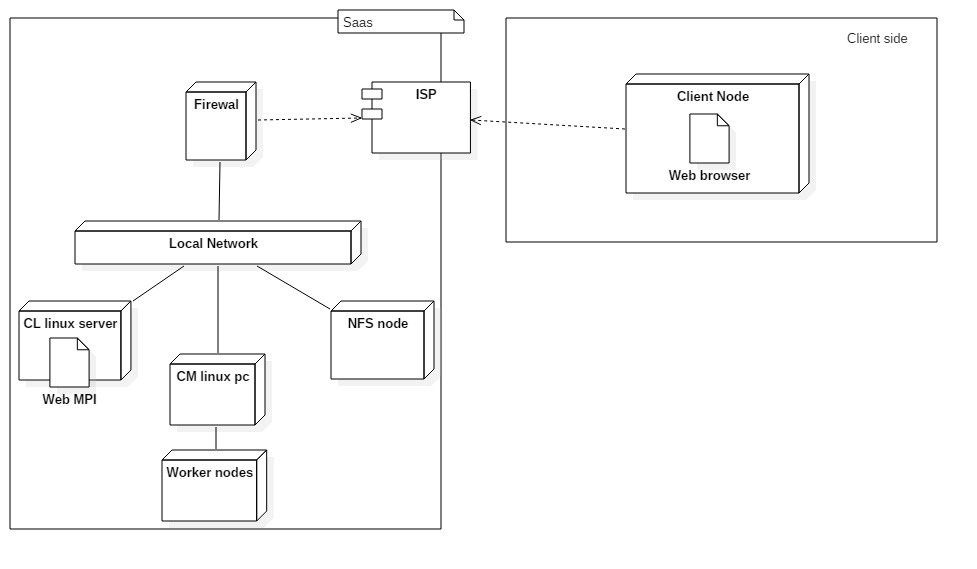 Saas
Client side
Firewal
ISP
Client Node
Web browser
Local Network
CL linux server
NFS node
Web MPI
CM linux pc
Worker nodes